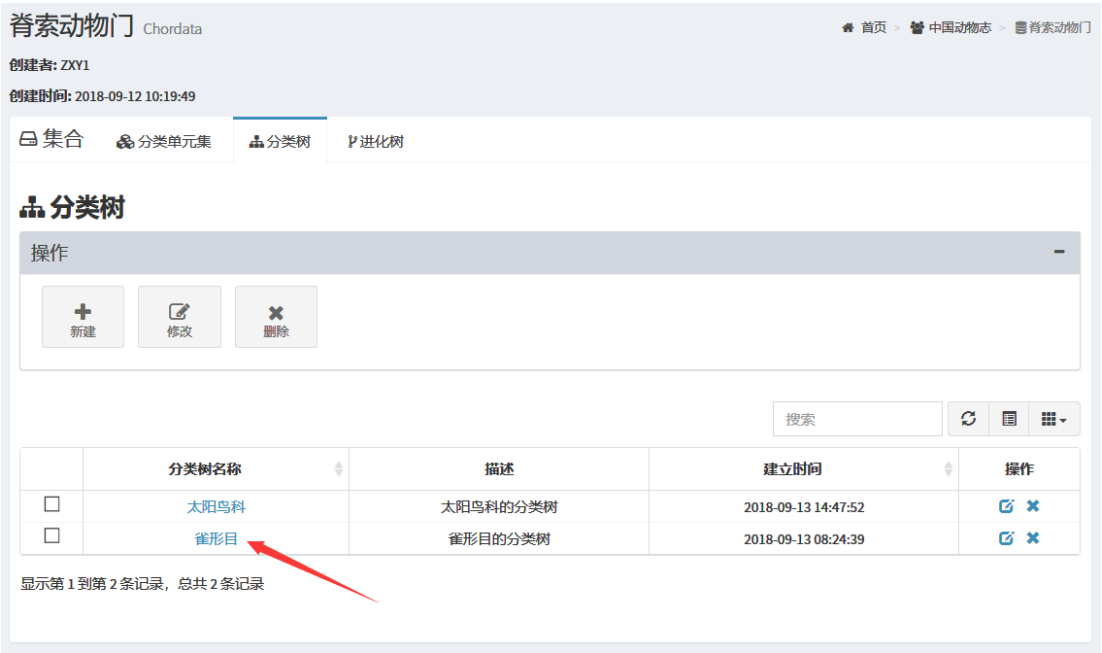 脊索动物门 Chordata
首页 > 中国动物志 > 脊索动物门
创建者: ZXY1
创建时间: 2018-09-12 10:19:49
集合 分类单元集 分类树 进化树
分类树
操作
新建 修改 删除
搜索
分类树名称 描述 建立时间 操作
太阳鸟科 太阳鸟科的分类树 2018-09-13 14:47:52
雀形目 雀形目的分类树 2018-09-13 08:24:39
显示第 1 到第 2 条记录，总共 2 条记录